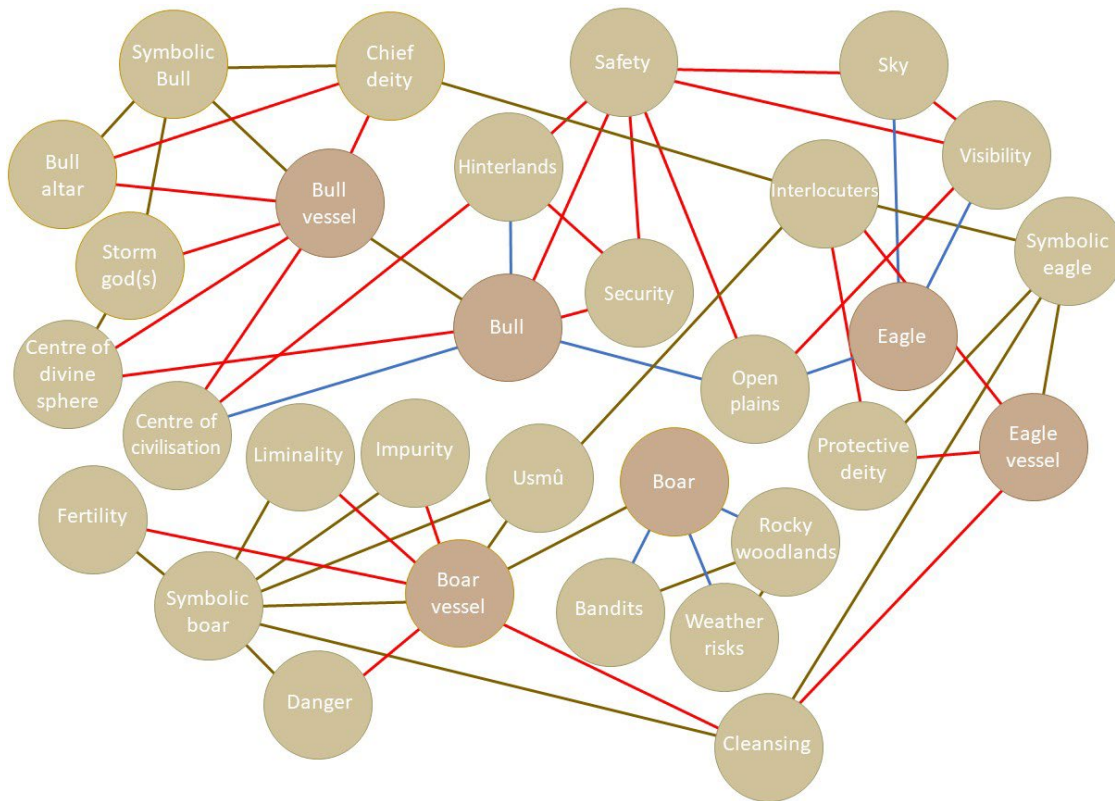 Symbolic
Bull
Chief
deity
Safety
Sky
Bull
altar
Bull
vessel
Hinterlands
Interlocuters
Visibility
Storm
god(s)
Symbolic
eagle
Security
Bull
Eagle
Centre of
divine
sphere
Open
plains
Centre of
civilisation
Liminality
Impurity
Usmû
Boar
Protective
deity
Eagle
vessel
Fertility
Rocky
woodlands
Symbolic
boar
Boar
vessel
Bandits
Weather
risks
Danger
Cleansing